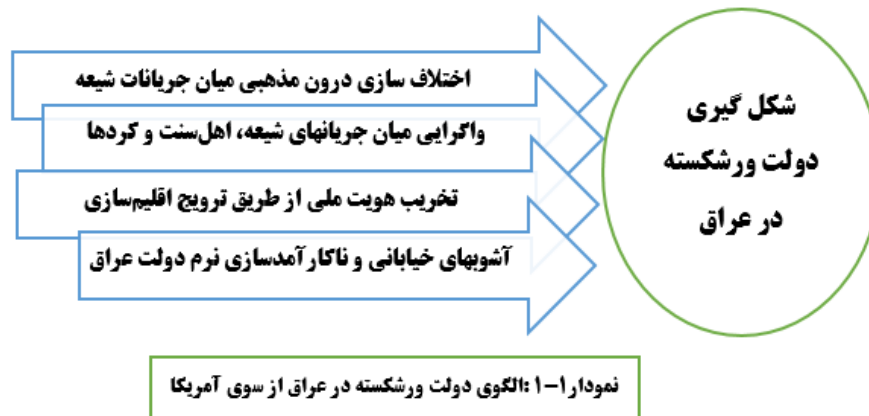 اختلاف سازی درون مذهبی میان جریانات شیعه
واگرایی میان جریانهای شیعه، اهل‌سنت و کردها
تخریب هویت ملی از طریق ترویج اقلیم‌سازی
آشوبهای خیابانی و ناکارآمدسازی نرم دولت عراق
شکل گیری
دولت ورشکسته
در عراق
نمودار۱-۱ :الگوی دولت ورشکسته در عراق از سوی آمریکا